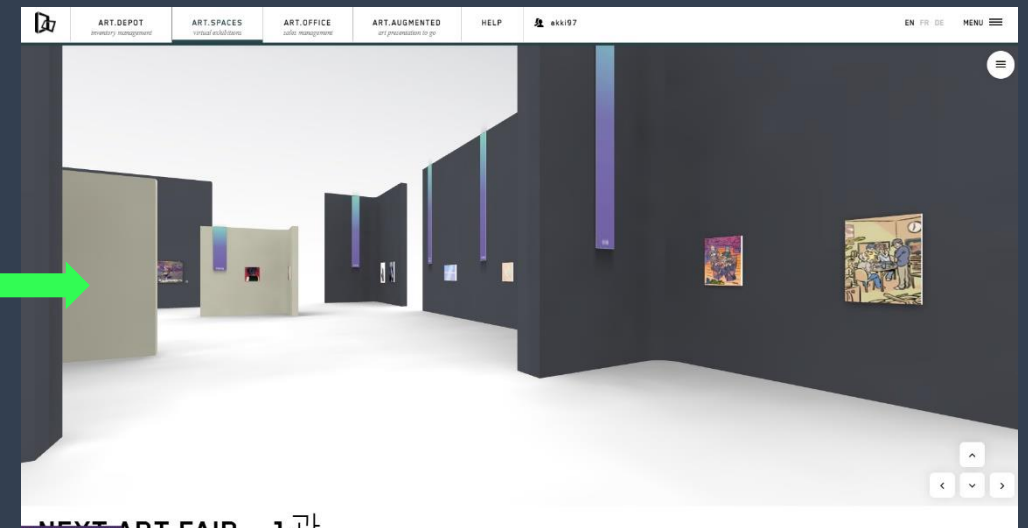 ART.DEPOT
inventory management
ART.SPACES
virtual exhibitions
ART.OFFICE
sales management
ART.AUGMENTED
art presentation to go
HELP
akki97
EN FR DE
MENU
NEXT ART FAIR - 1